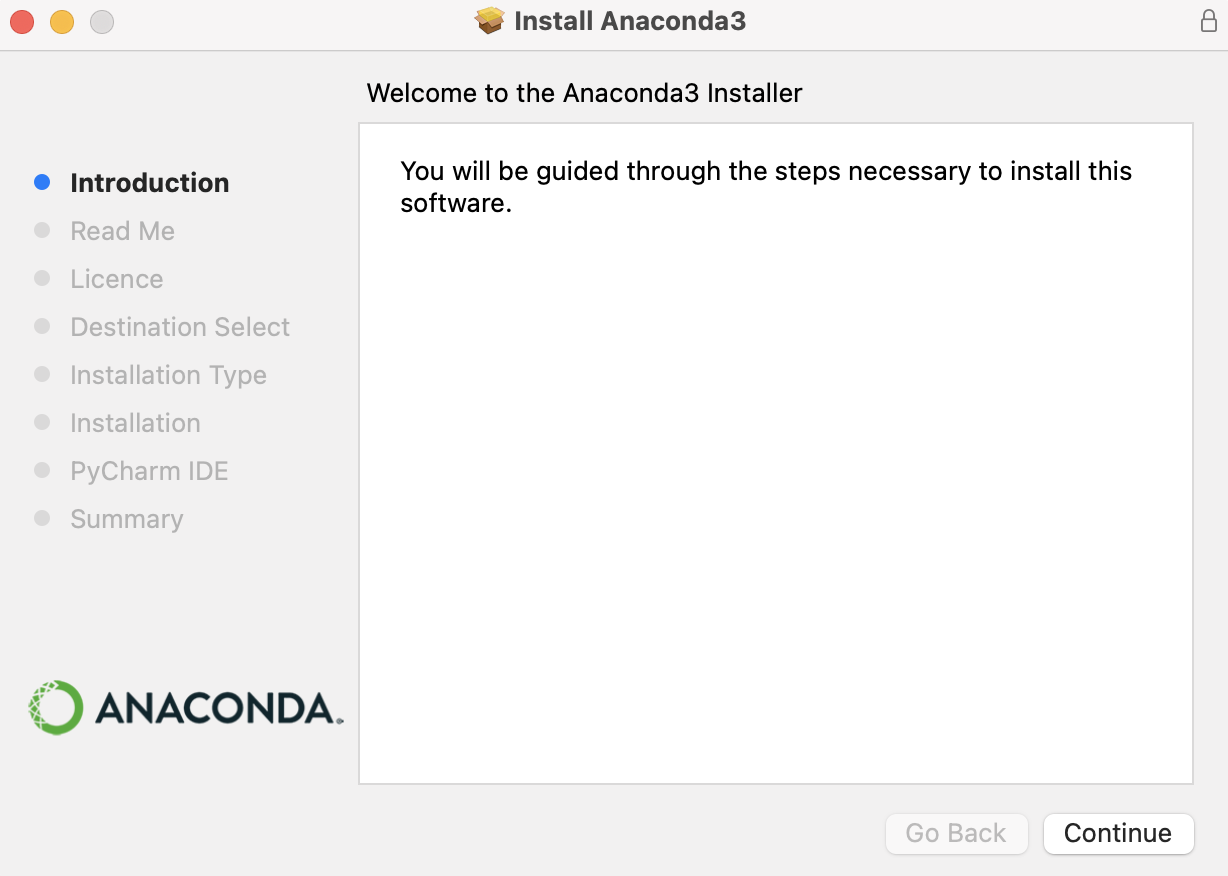 Install Anaconda3
Welcome to the Anaconda3 Installer
Introduction
Read Me
Licence
Destination Select
Installation Type
Installation
PyCharm IDE
Summary
You will be guided through the steps necessary to install this
software.
ANACONDA.
Go Back
Continue